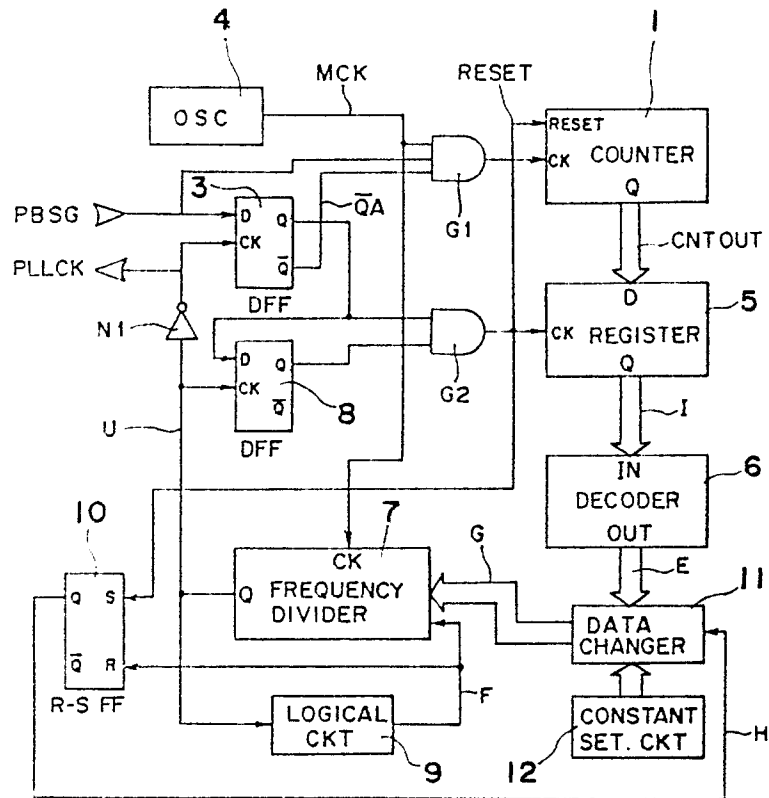 4
MCK
RESET
1
OSC
RESET
CK
COUNTER
Q
G1
PBSG
3
D
Q
CK
Q̅
DFF
Q̅A
CNTOUT
PLLCK
N1
D
REGISTER
CK
Q
5
G2
D
Q
CK
Q̅
8
DFF
U
I
IN
DECODER
OUT
6
10
7
G
E
11
Q
S
Q̅
R
R-S FF
CK
Q
FREQUENCY
DIVIDER
DATA
CHANGER
F
LOGICAL
CKT
9
CONSTANT
SET. CKT
12
H